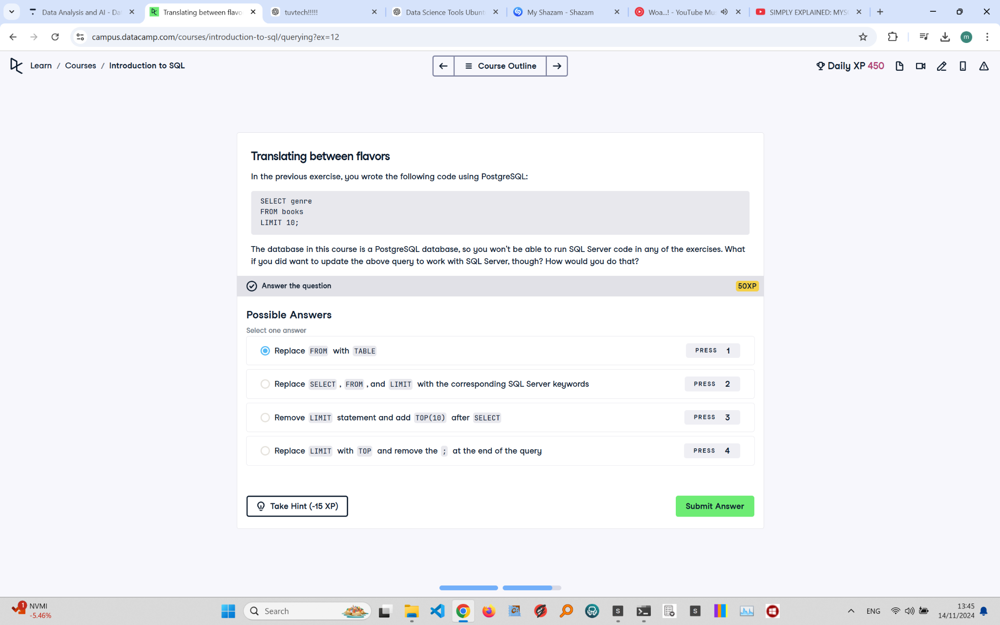 Data Analysis and AI - Da
Translating between flavo
tuvtech!!!!!
Data Science Tools Ubunt
My Shazam - Shazam
Woa...! - YouTube Mu
SIMPLY EXPLAINED: MYS
campus.datacamp.com/courses/introduction-to-sql/querying?ex=12
m
Learn / Courses / Introduction to SQL
Course Outline
Daily XP 450
Translating between flavors
In the previous exercise, you wrote the following code using PostgreSQL:
SELECT genre
FROM books
LIMIT 10;
The database in this course is a PostgreSQL database, so you won't be able to run SQL Server code in any of the exercises. What
if you did want to update the above query to work with SQL Server, though? How would you do that?
Answer the question
50XP
Possible Answers
Select one answer
Replace FROM with TABLE
PRESS 1
Replace SELECT , FROM , and LIMIT with the corresponding SQL Server keywords
PRESS 2
Remove LIMIT statement and add TOP(10) after SELECT
PRESS 3
Replace LIMIT with TOP and remove the ; at the end of the query
PRESS 4
Take Hint (-15 XP)
Submit Answer
1
NVMI
-5.46%
Search
S
S
ENG
13:45
14/11/2024